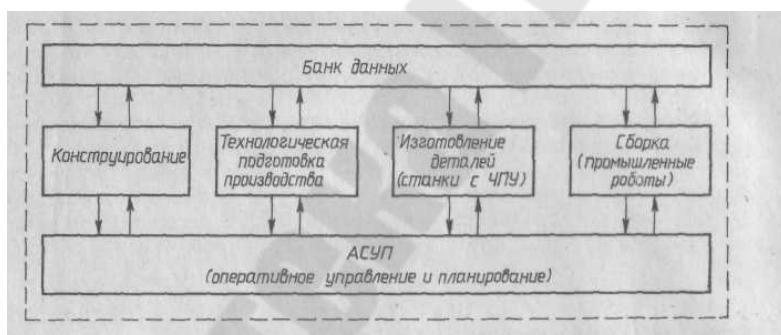 Банк данных
Конструирование
Технологическая
подготовка
производства
Изготовление
деталей
(станки с ЧПУ)
Сборка
(промышленные
роботы)
АСУП
(оперативное управление и планирование)